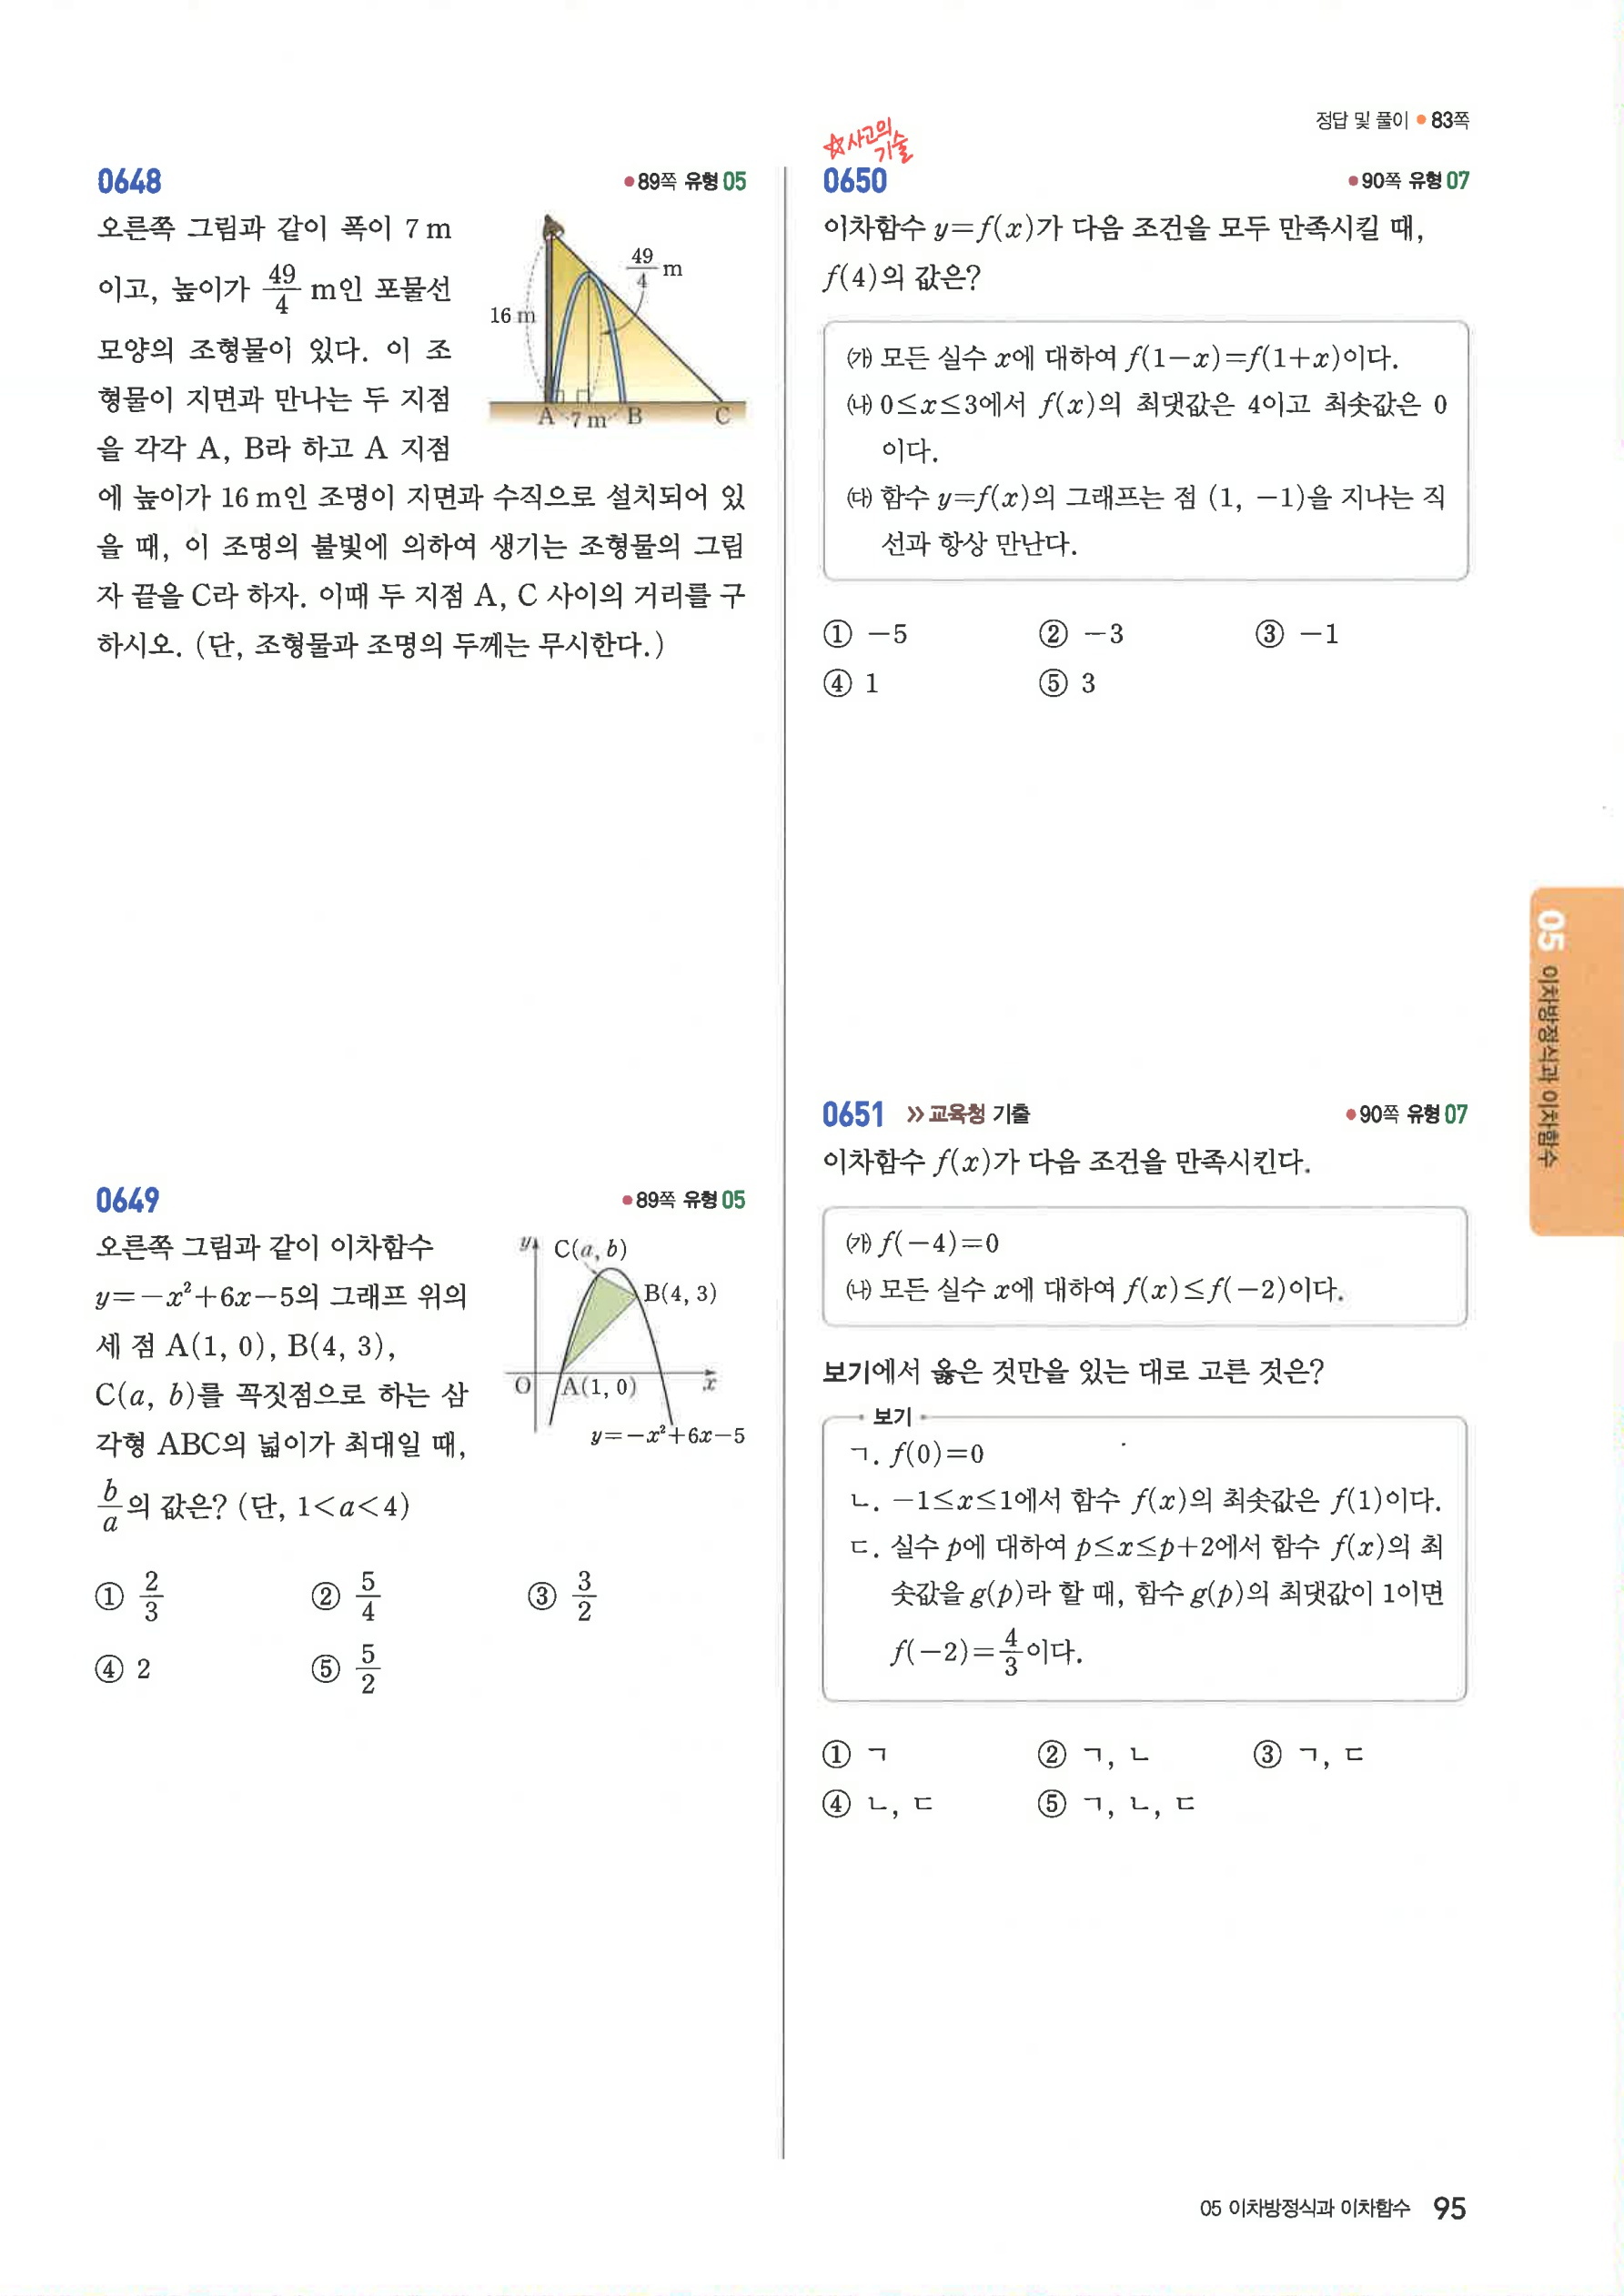 정답 및 풀이 • 83쪽
0648
• 89쪽 유형 05
오른쪽 그림과 같이 폭이 7 m
이고, 높이가 49/4 m인 포물선
모양의 조형물이 있다. 이 조
형물이 지면과 만나는 두 지점
을 각각 A, B라 하고 A 지점
에 높이가 16 m인 조명이 지면과 수직으로 설치되어 있
을 때, 이 조명의 불빛에 의하여 생기는 조형물의 그림
자 끝을 C라 하자. 이때 두 지점 A, C 사이의 거리를 구
하시오. (단, 조형물과 조명의 두께는 무시한다.)
49/4 m
16 m
A 7 m B C
0649
• 89쪽 유형 05
오른쪽 그림과 같이 이차함수
y=-x²+6x-5의 그래프 위의
세 점 A(1, 0), B(4, 3),
C(a, b)를 꼭짓점으로 하는 삼
각형 ABC의 넓이가 최대일 때,
b/a의 값은? (단, 1<a<4)
y C(a, b)
B(4, 3)
O A(1, 0) x
y=-x²+6x-5
① 2/3 ② 5/4 ③ 3/2
④ 2 ⑤ 5/2
☆사고의
기술
0650
• 90쪽 유형 07
이차함수 y=f(x)가 다음 조건을 모두 만족시킬 때,
f(4)의 값은?
㈎ 모든 실수 x에 대하여 f(1-x)=f(1+x)이다.
㈏ 0≤x≤3에서 f(x)의 최댓값은 4이고 최솟값은 0
이다.
㈐ 함수 y=f(x)의 그래프는 점 (1, -1)을 지나는 직
선과 항상 만난다.
① -5 ② -3 ③ -1
④ 1 ⑤ 3
0651 » 교육청 기출
• 90쪽 유형 07
이차함수 f(x)가 다음 조건을 만족시킨다.
㈎ f(-4)=0
㈏ 모든 실수 x에 대하여 f(x)≤f(-2)이다.
보기에서 옳은 것만을 있는 대로 고른 것은?
보기
ㄱ. f(0)=0
ㄴ. -1≤x≤1에서 함수 f(x)의 최솟값은 f(1)이다.
ㄷ. 실수 p에 대하여 p≤x≤p+2에서 함수 f(x)의 최
솟값을 g(p)라 할 때, 함수 g(p)의 최댓값이 1이면
f(-2)=4/3이다.
① ㄱ ② ㄱ, ㄴ ③ ㄱ, ㄷ
④ ㄴ, ㄷ ⑤ ㄱ, ㄴ, ㄷ
05 이차방정식과 이차함수
05 이차방정식과 이차함수 95